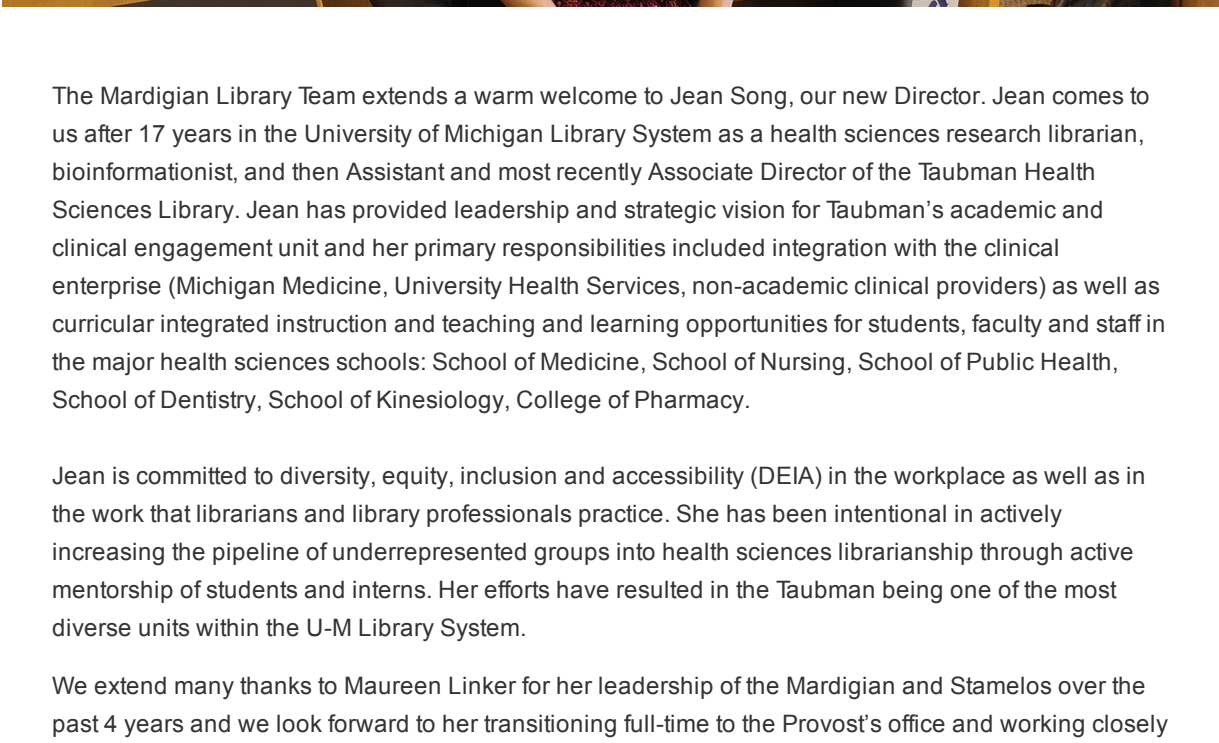 The Mardigian Library Team extends a warm welcome to Jean Song, our new Director. Jean comes to
us after 17 years in the University of Michigan Library System as a health sciences research librarian,
bioinformationist, and then Assistant and most recently Associate Director of the Taubman Health
Sciences Library. Jean has provided leadership and strategic vision for Taubman’s academic and
clinical engagement unit and her primary responsibilities included integration with the clinical
enterprise (Michigan Medicine, University Health Services, non-academic clinical providers) as well as
curricular integrated instruction and teaching and learning opportunities for students, faculty and staff in
the major health sciences schools: School of Medicine, School of Nursing, School of Public Health,
School of Dentistry, School of Kinesiology, College of Pharmacy.
Jean is committed to diversity, equity, inclusion and accessibility (DEIA) in the workplace as well as in
the work that librarians and library professionals practice. She has been intentional in actively
increasing the pipeline of underrepresented groups into health sciences librarianship through active
mentorship of students and interns. Her efforts have resulted in the Taubman being one of the most
diverse units within the U-M Library System.
We extend many thanks to Maureen Linker for her leadership of the Mardigian and Stamelos over the
past 4 years and we look forward to her transitioning full-time to the Provost’s office and working closely